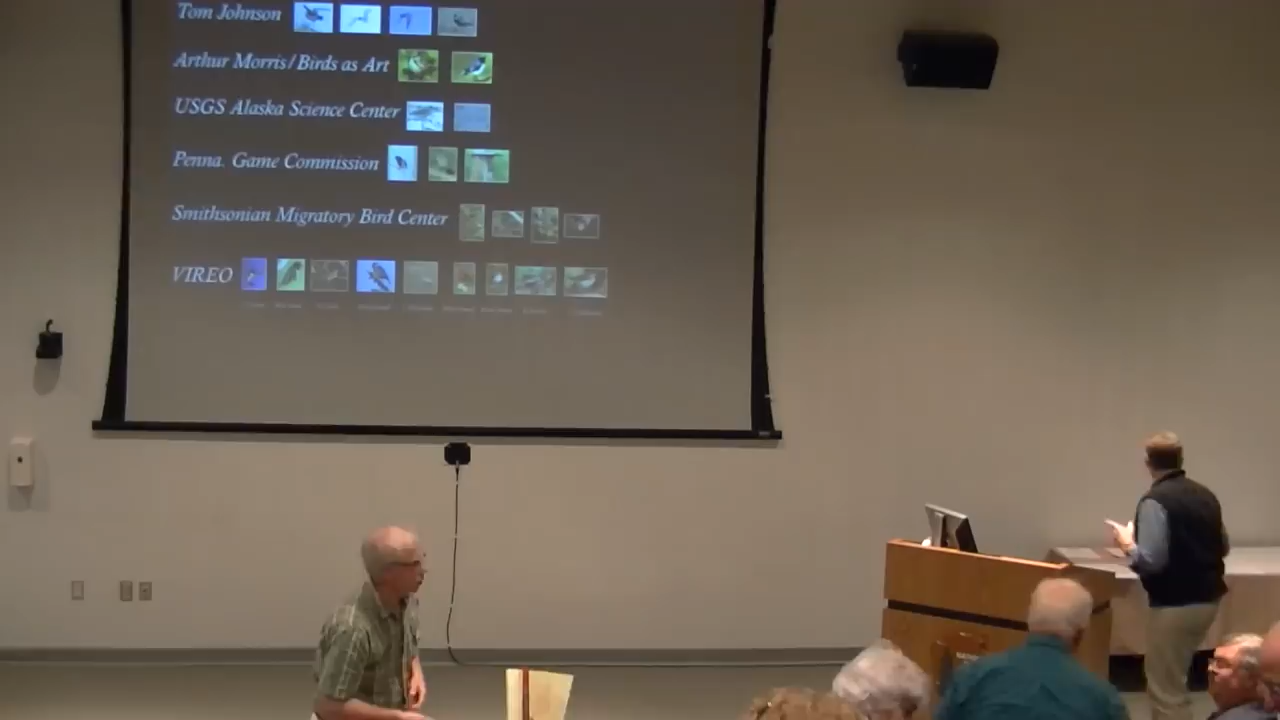 Tom Johnson
Arthur Morris/Birds as Art
USGS Alaska Science Center
Penna. Game Commission
Smithsonian Migratory Bird Center
VIREO